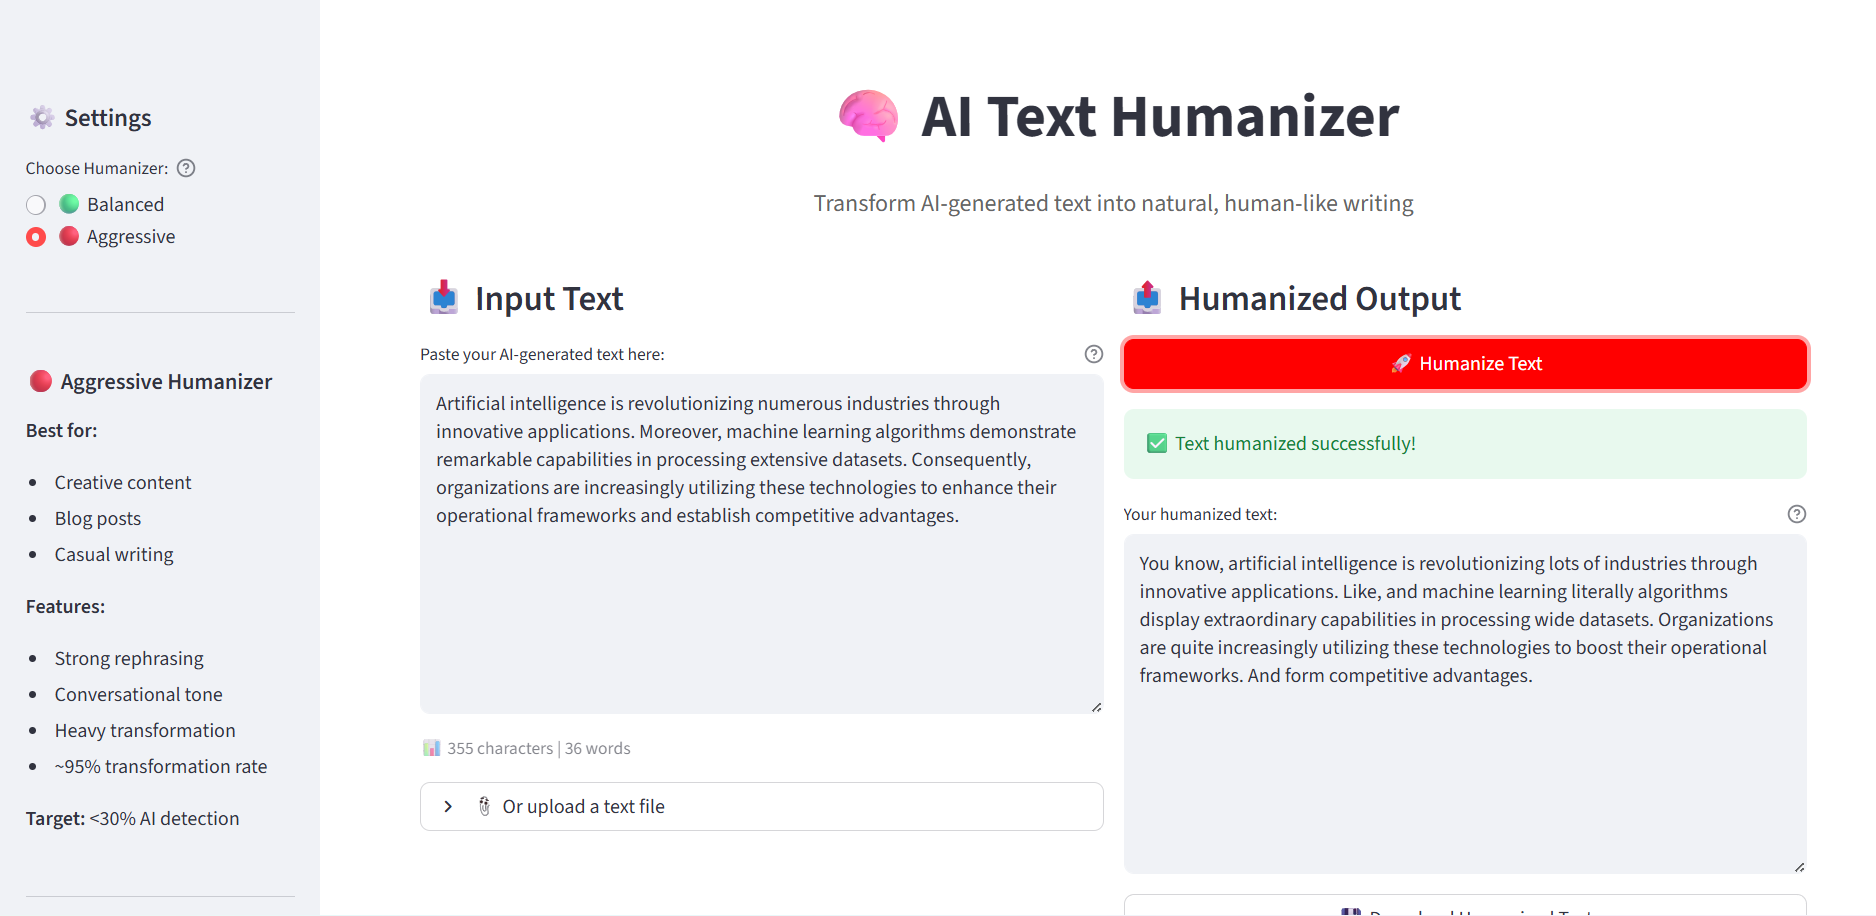 Settings
Choose Humanizer:
Balanced
Aggressive
Aggressive Humanizer
Best for:
Creative content
Blog posts
Casual writing
Features:
Strong rephrasing
Conversational tone
Heavy transformation
~95% transformation rate
Target: <30% AI detection
AI Text Humanizer
Transform AI-generated text into natural, human-like writing
Input Text
Paste your AI-generated text here:
Artificial intelligence is revolutionizing numerous industries through
innovative applications. Moreover, machine learning algorithms demonstrate
remarkable capabilities in processing extensive datasets. Consequently,
organizations are increasingly utilizing these technologies to enhance their
operational frameworks and establish competitive advantages.
355 characters | 36 words
Or upload a text file
Humanized Output
Humanize Text
Text humanized successfully!
Your humanized text:
You know, artificial intelligence is revolutionizing lots of industries through
innovative applications. Like, and machine learning literally algorithms
display extraordinary capabilities in processing wide datasets. Organizations
are quite increasingly utilizing these technologies to boost their operational
frameworks. And form competitive advantages.